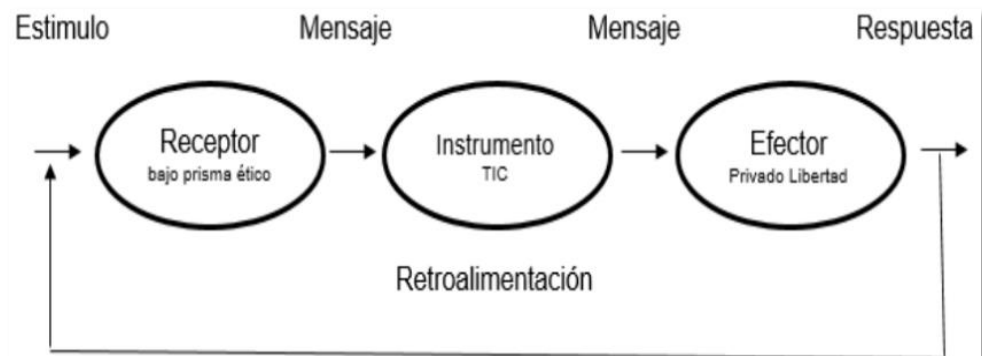 Estimulo Mensaje Mensaje Respuesta
Receptor
bajo prisma ético
Instrumento
TIC
Efector
Privado Libertad
Retroalimentación